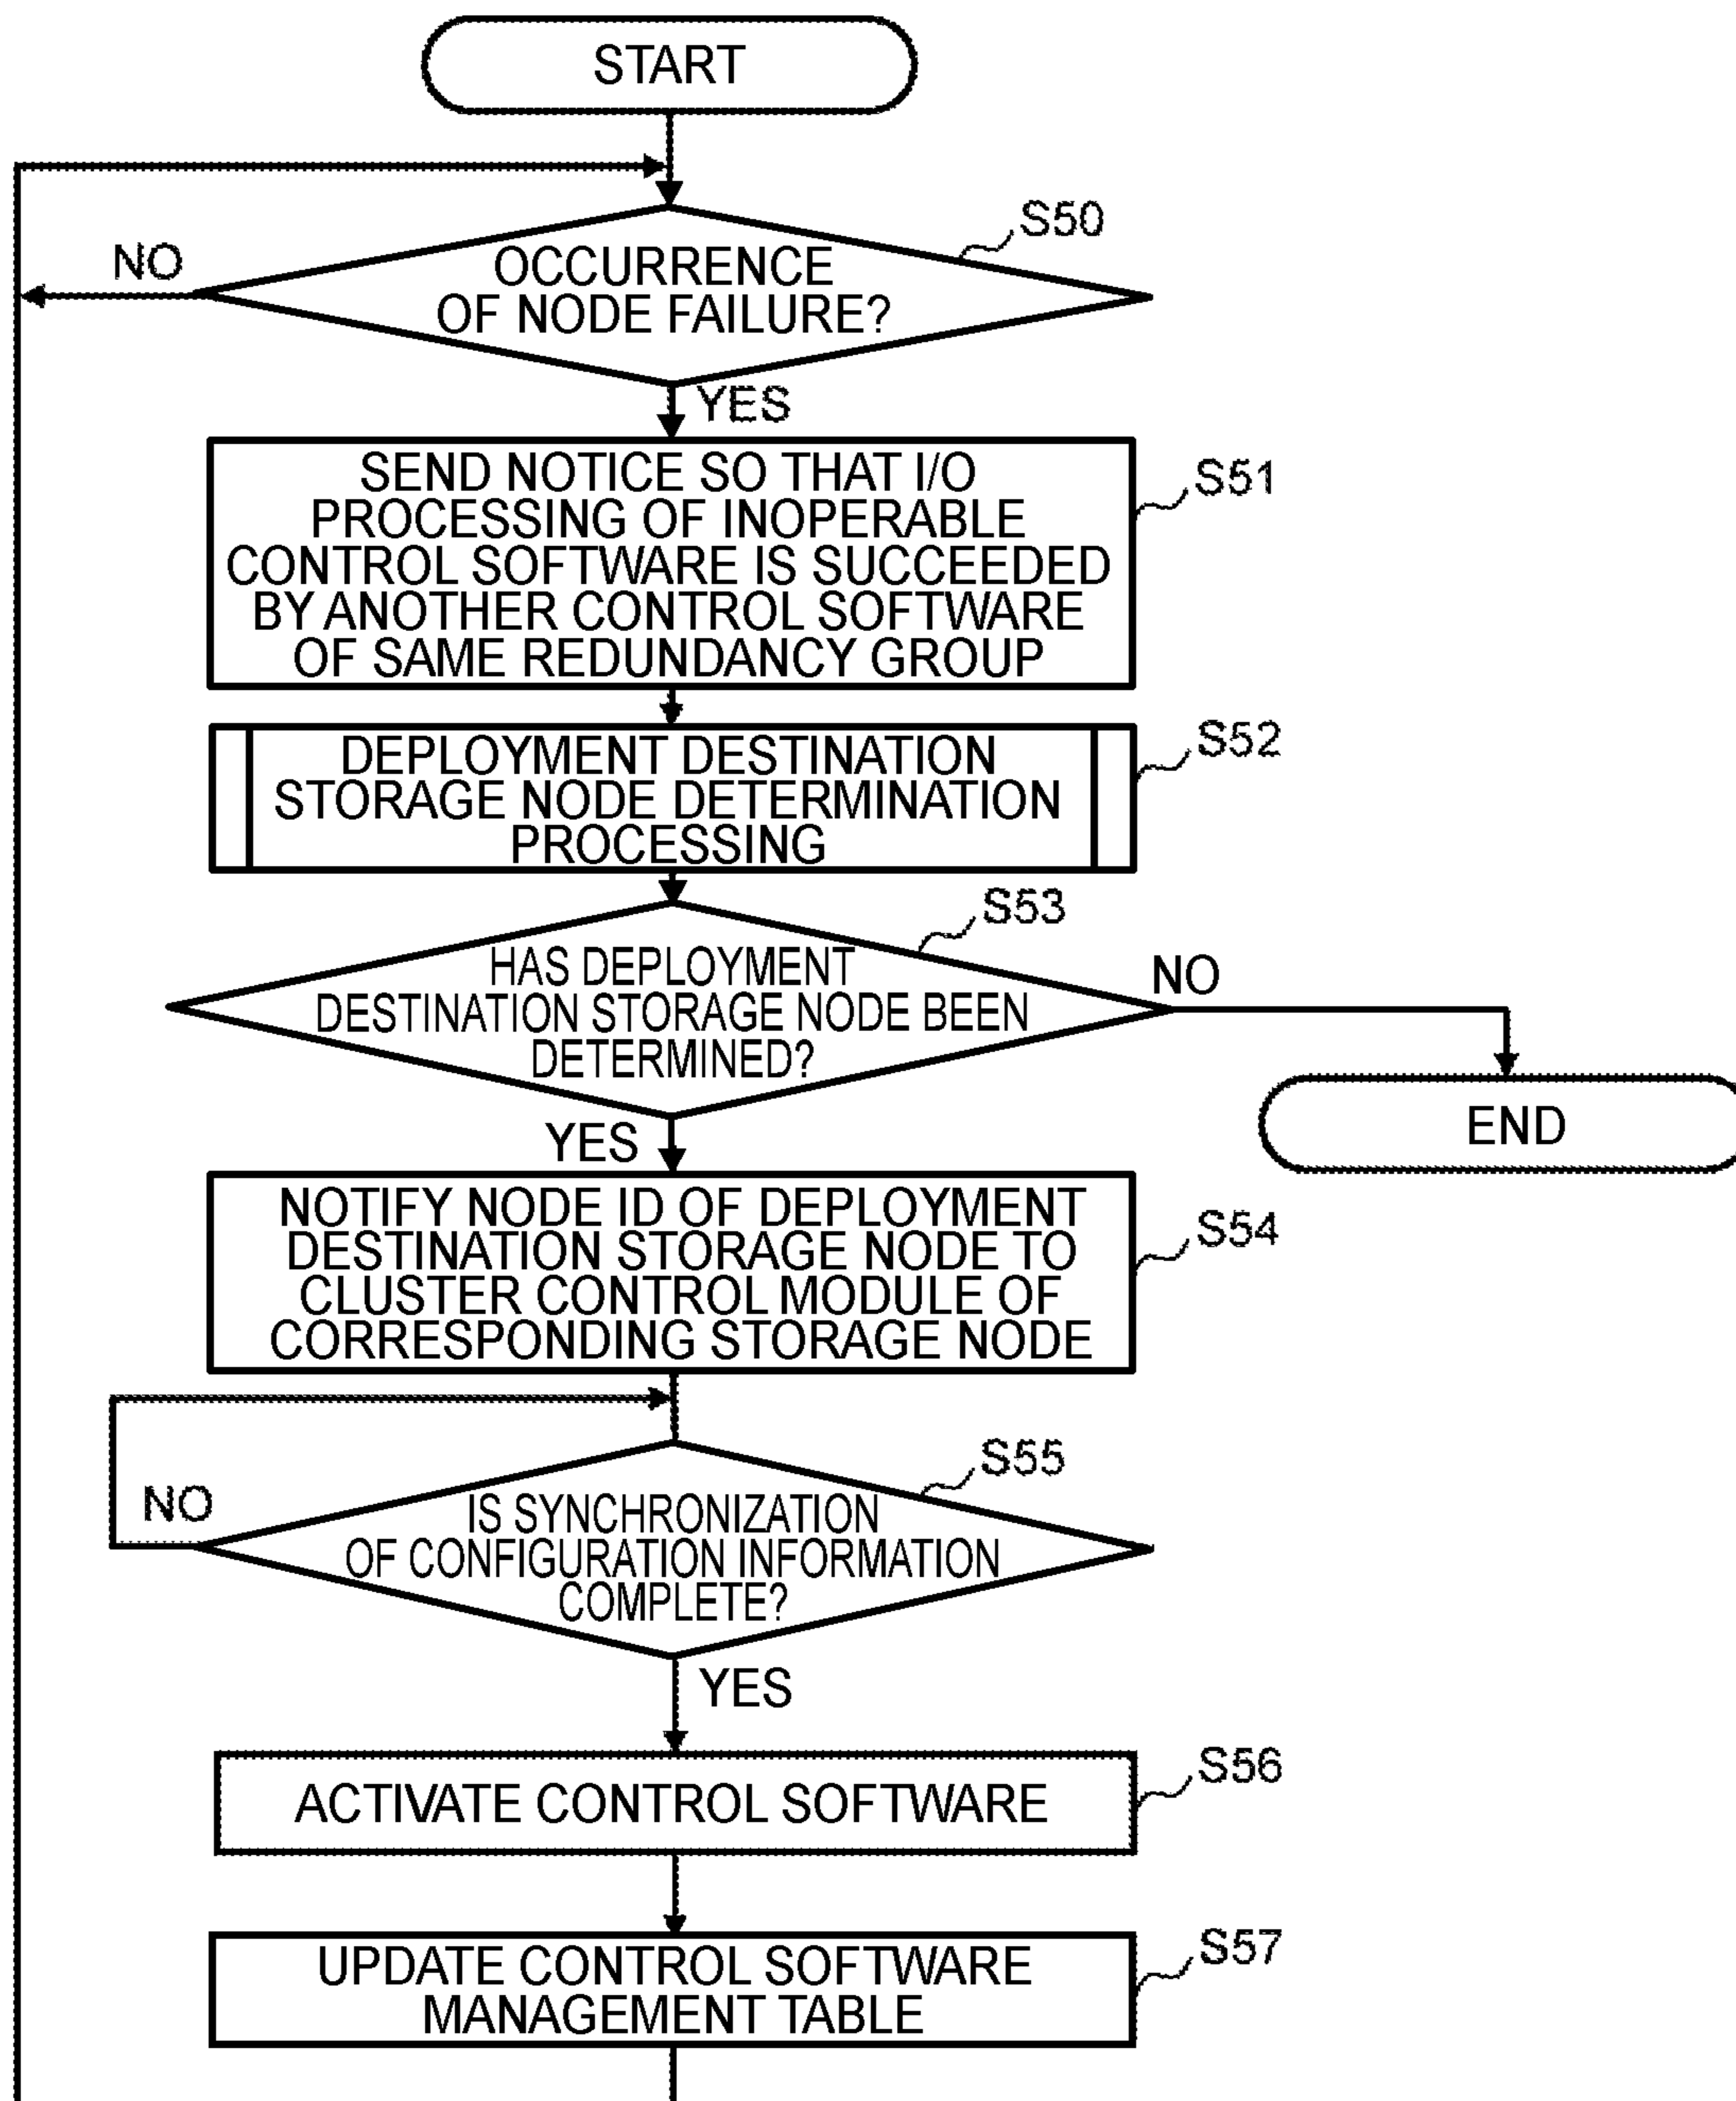 START
S50
NO
OCCURRENCE
OF NODE FAILURE?
YES
SEND NOTICE SO THAT I/O
PROCESSING OF INOPERABLE
CONTROL SOFTWARE IS SUCCEEDED
BY ANOTHER CONTROL SOFTWARE
OF SAME REDUNDANCY GROUP
S51
DEPLOYMENT DESTINATION
STORAGE NODE DETERMINATION
PROCESSING
S52
S53
HAS DEPLOYMENT
DESTINATION STORAGE NODE BEEN
DETERMINED?
NO
END
YES
NOTIFY NODE ID OF DEPLOYMENT
DESTINATION STORAGE NODE TO
CLUSTER CONTROL MODULE OF
CORRESPONDING STORAGE NODE
S54
S55
NO
IS SYNCHRONIZATION
OF CONFIGURATION INFORMATION
COMPLETE?
YES
ACTIVATE CONTROL SOFTWARE
S56
UPDATE CONTROL SOFTWARE
MANAGEMENT TABLE
S57